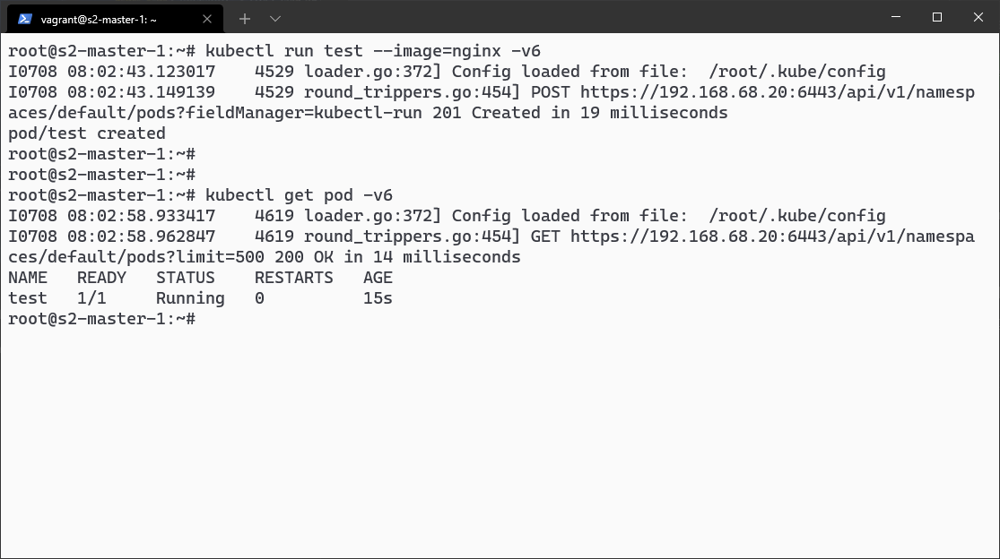 vagrant@s2-master-1: ~
root@s2-master-1:~# kubectl run test --image=nginx -v6
I0708 08:02:43.123017    4529 loader.go:372] Config loaded from file:  /root/.kube/config
I0708 08:02:43.149139    4529 round_trippers.go:454] POST https://192.168.68.20:6443/api/v1/namesp
aces/default/pods?fieldManager=kubectl-run 201 Created in 19 milliseconds
pod/test created
root@s2-master-1:~#
root@s2-master-1:~#
root@s2-master-1:~# kubectl get pod -v6
I0708 08:02:58.933417    4619 loader.go:372] Config loaded from file:  /root/.kube/config
I0708 08:02:58.962847    4619 round_trippers.go:454] GET https://192.168.68.20:6443/api/v1/namespa
ces/default/pods?limit=500 200 OK in 14 milliseconds
NAME   READY   STATUS    RESTARTS   AGE
test   1/1     Running   0          15s
root@s2-master-1:~#